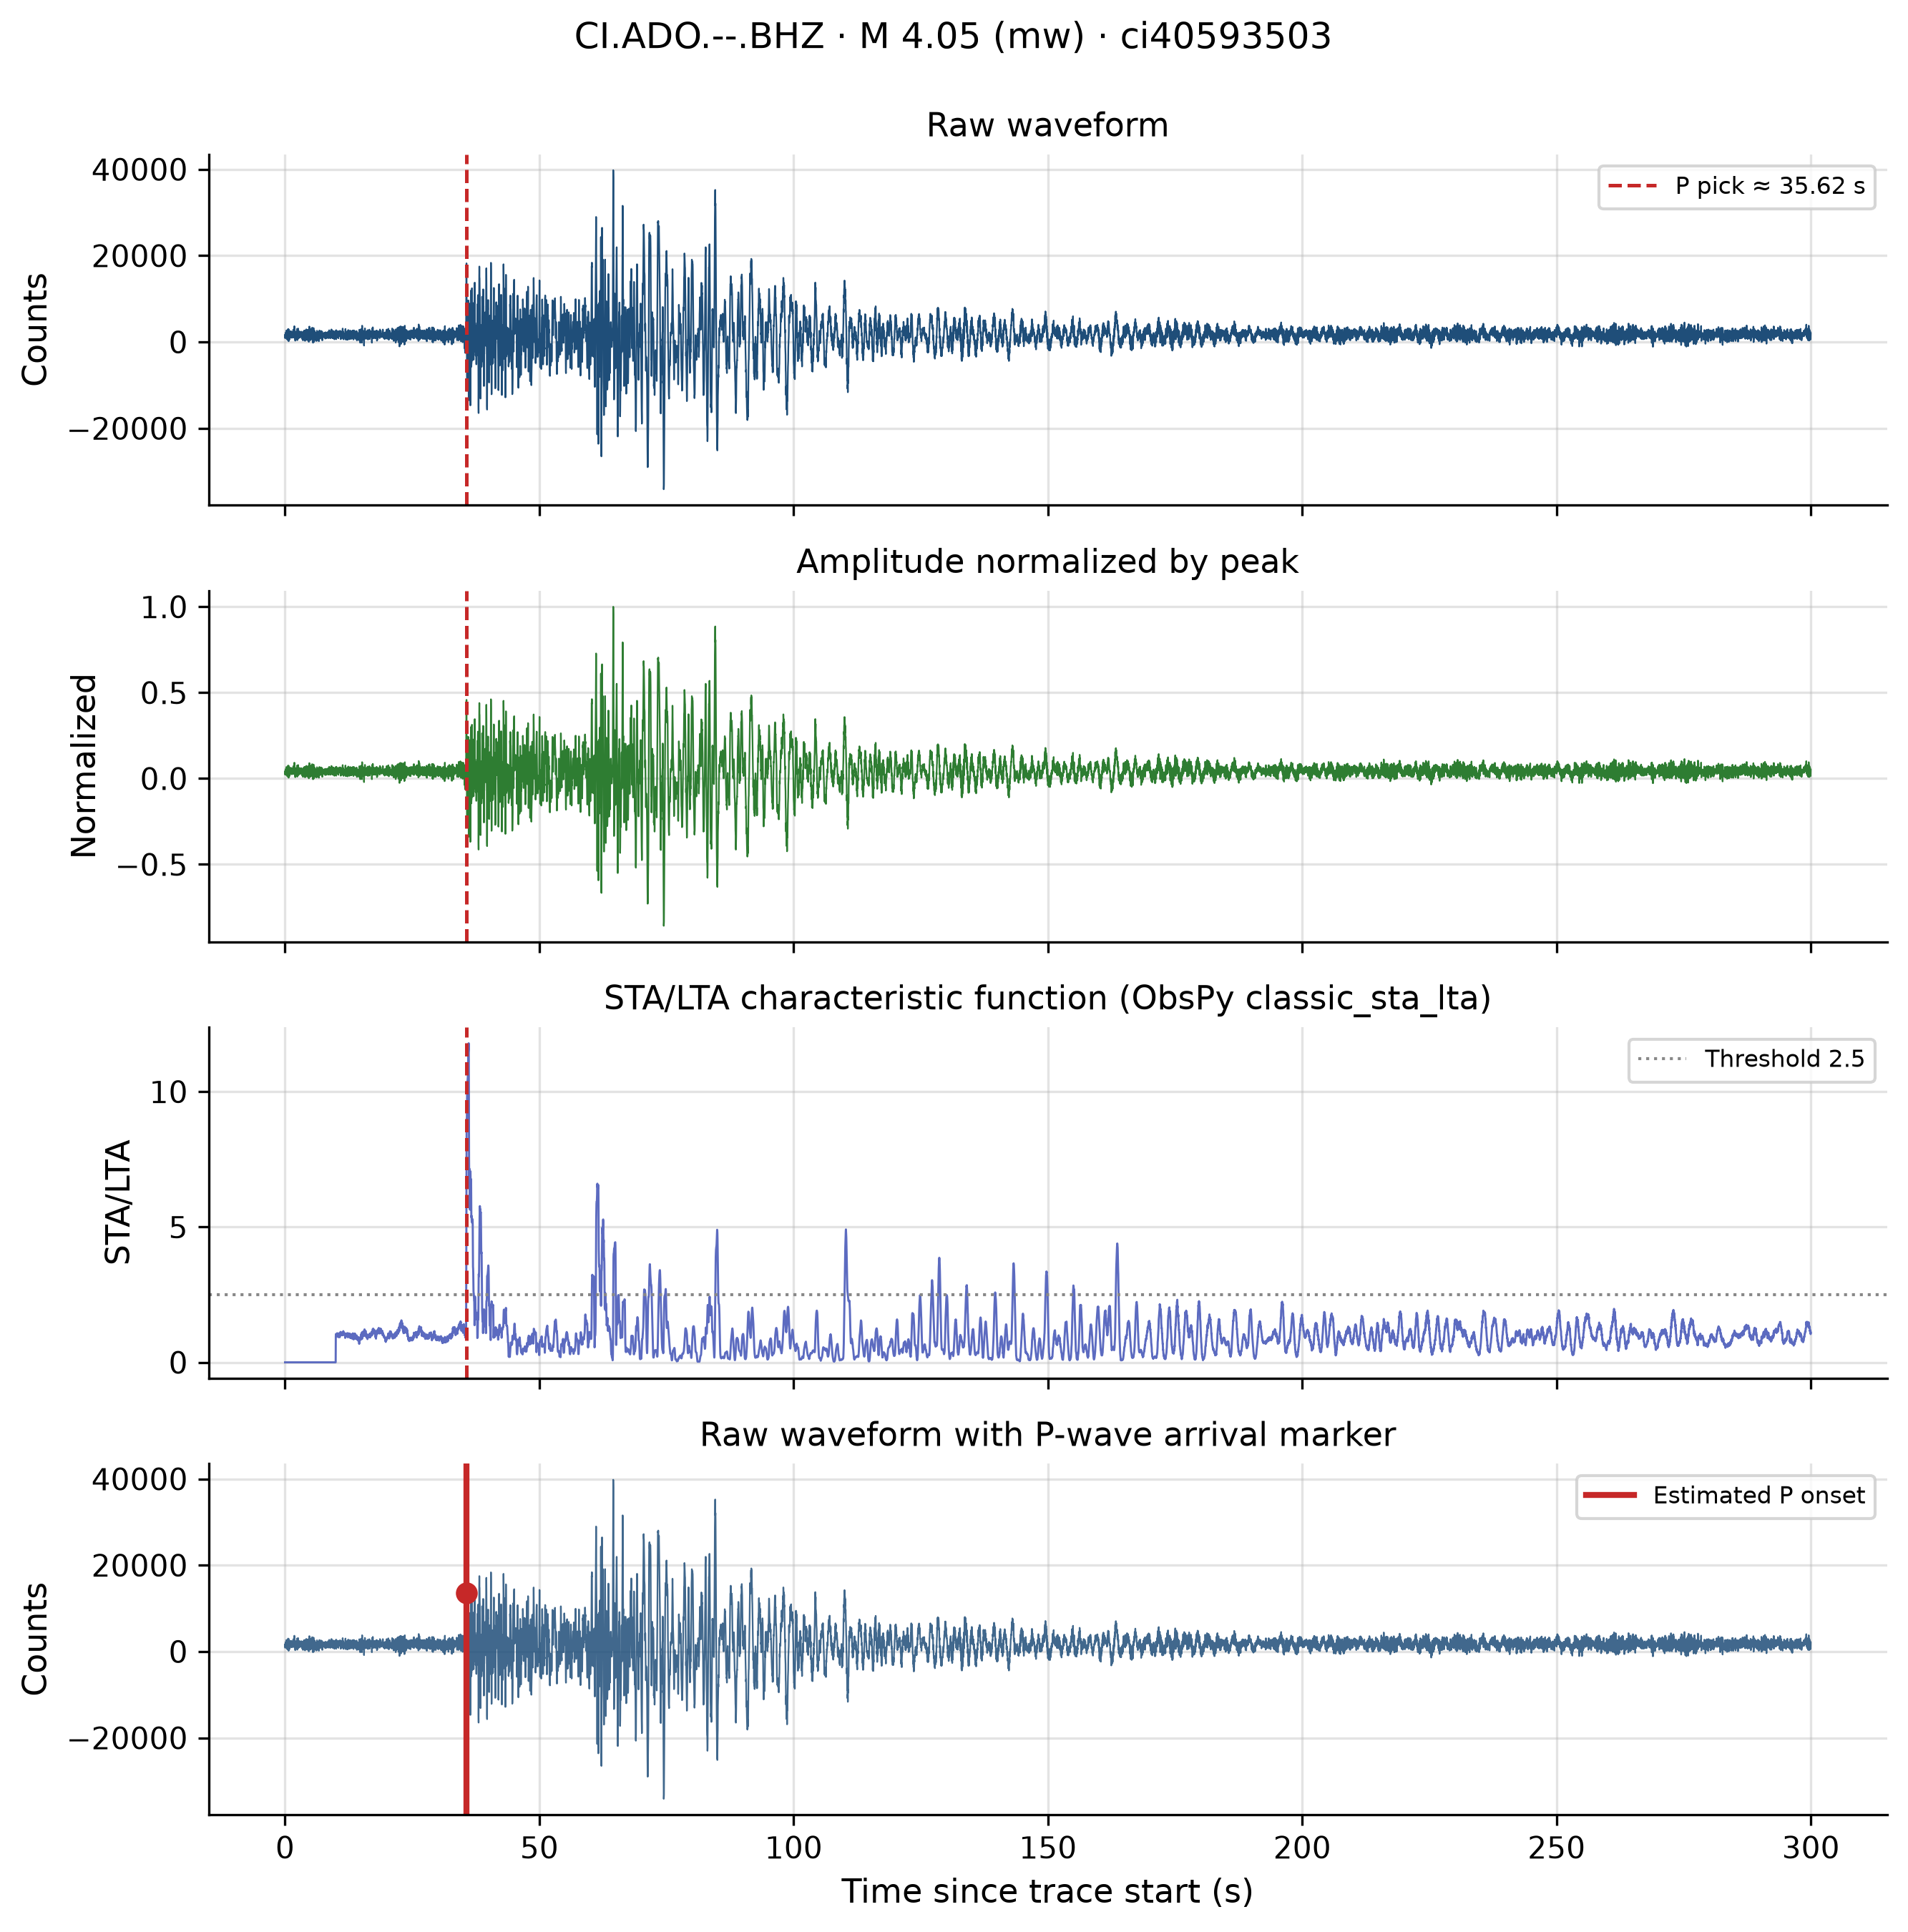 CI.ADO.--.BHZ · M 4.05 (mw) · ci40593503
Raw waveform
40000
20000
0
−20000
Counts
P pick ≈ 35.62 s
Amplitude normalized by peak
1.0
0.5
0.0
−0.5
Normalized
STA/LTA characteristic function (ObsPy classic_sta_lta)
10
5
0
STA/LTA
Threshold 2.5
Raw waveform with P-wave arrival marker
40000
20000
0
−20000
Counts
Estimated P onset
0 50 100 150 200 250 300
Time since trace start (s)